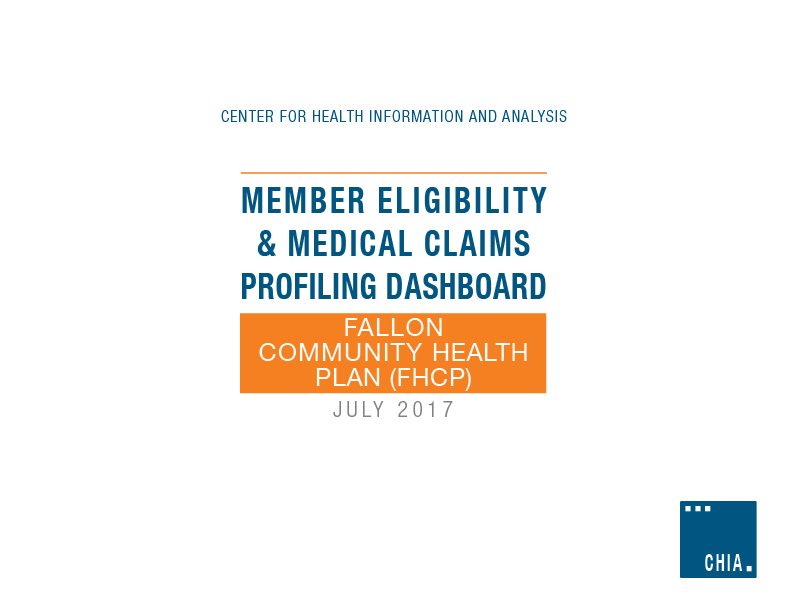 CENTER FOR HEALTH INFORMATION AND ANALYSIS
MEMBER ELIGIBILITY
& MEDICAL CLAIMS
PROFILING DASHBOARD
FALLON
COMMUNITY HEALTH
PLAN (FHCP)
JULY 2017
CHIA